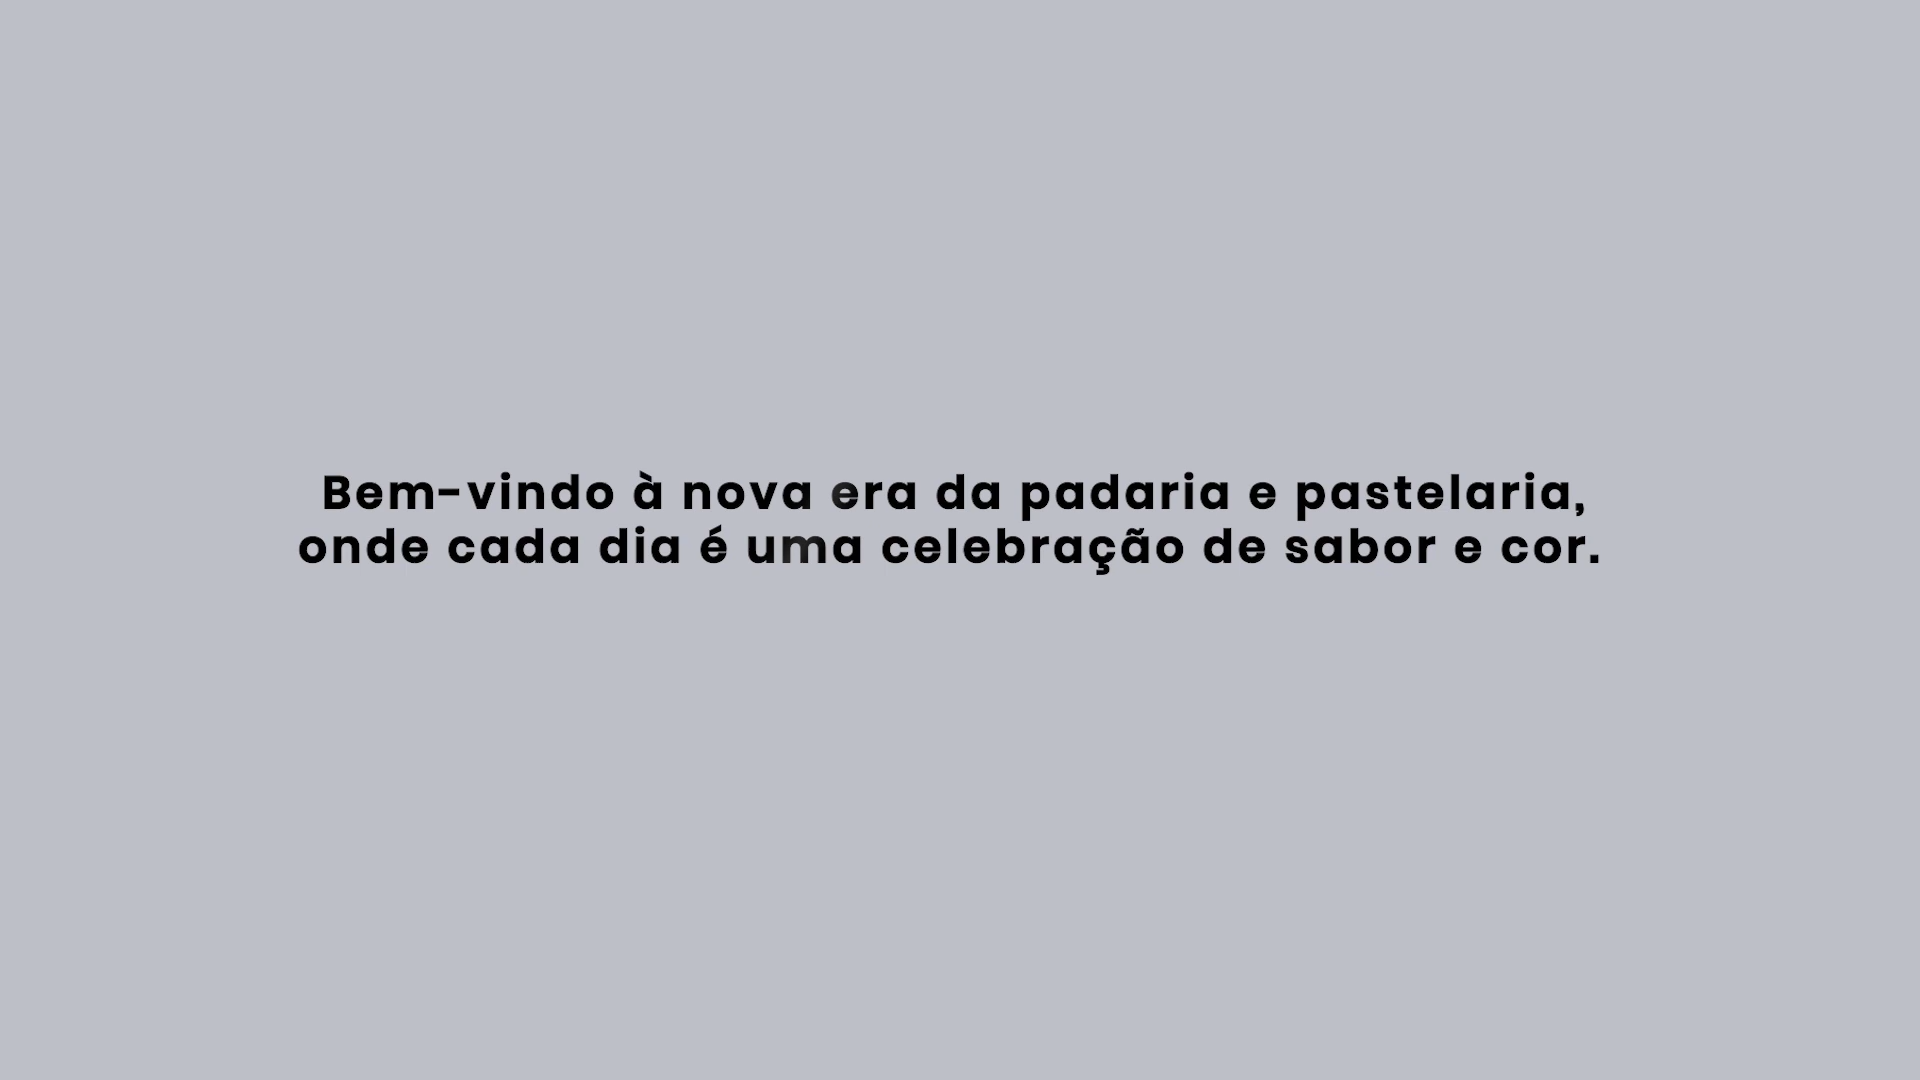 Bem-vindo à nova era da padaria e pastelaria,
onde cada dia é uma celebração de sabor e cor.